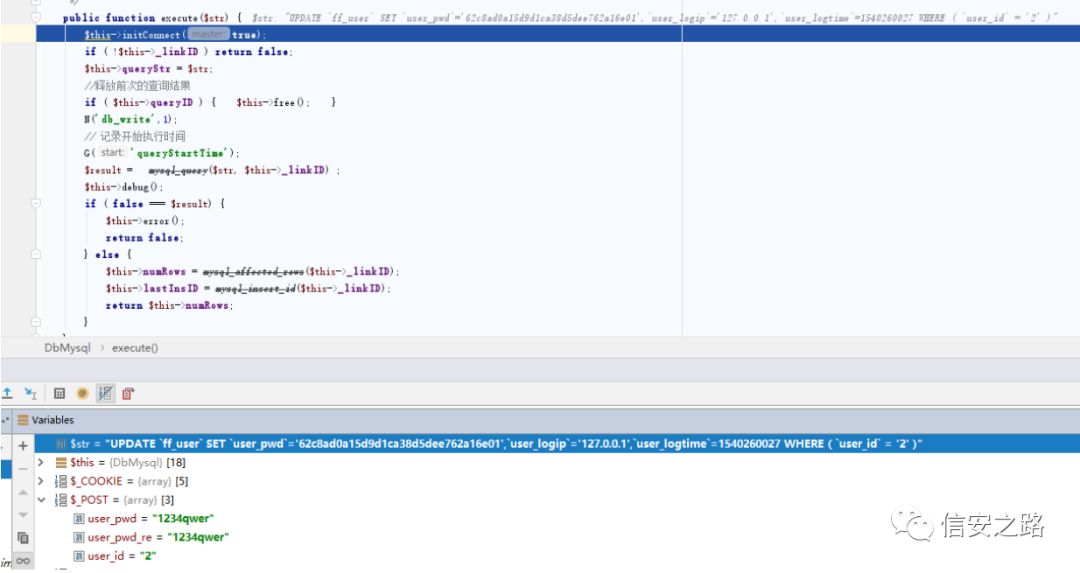 */
public function execute($str) {  $str: "UPDATE `ff_user` SET `user_pwd`='62c8ad0a15d9d1ca38d5dee762a16e01',`user_logip`='127.0.0.1',`user_logtime`=1540260027 WHERE ( `user_id` = '2' )"
$this->initConnect( master: true);
if ( !$this->_linkID ) return false;
$this->queryStr = $str;
//释放前次的查询结果
if ( $this->queryID ) {    $this->free();    }
N('db_write',1);
// 记录开始执行时间
G( start: 'queryStartTime');
$result =   mysql_query($str, $this->_linkID) ;
$this->debug();
if ( false === $result) {
$this->error();
return false;
} else {
$this->numRows = mysql_affected_rows($this->_linkID);
$this->lastInsID = mysql_insert_id($this->_linkID);
return $this->numRows;
}
DbMysql > execute()
Variables
$str = "UPDATE `ff_user` SET `user_pwd`='62c8ad0a15d9d1ca38d5dee762a16e01',`user_logip`='127.0.0.1',`user_logtime`=1540260027 WHERE ( `user_id` = '2' )"
$this = {DbMysql} [18]
$_COOKIE = {array} [5]
$_POST = {array} [3]
user_pwd = "1234qwer"
user_pwd_re = "1234qwer"
user_id = "2"
信安之路